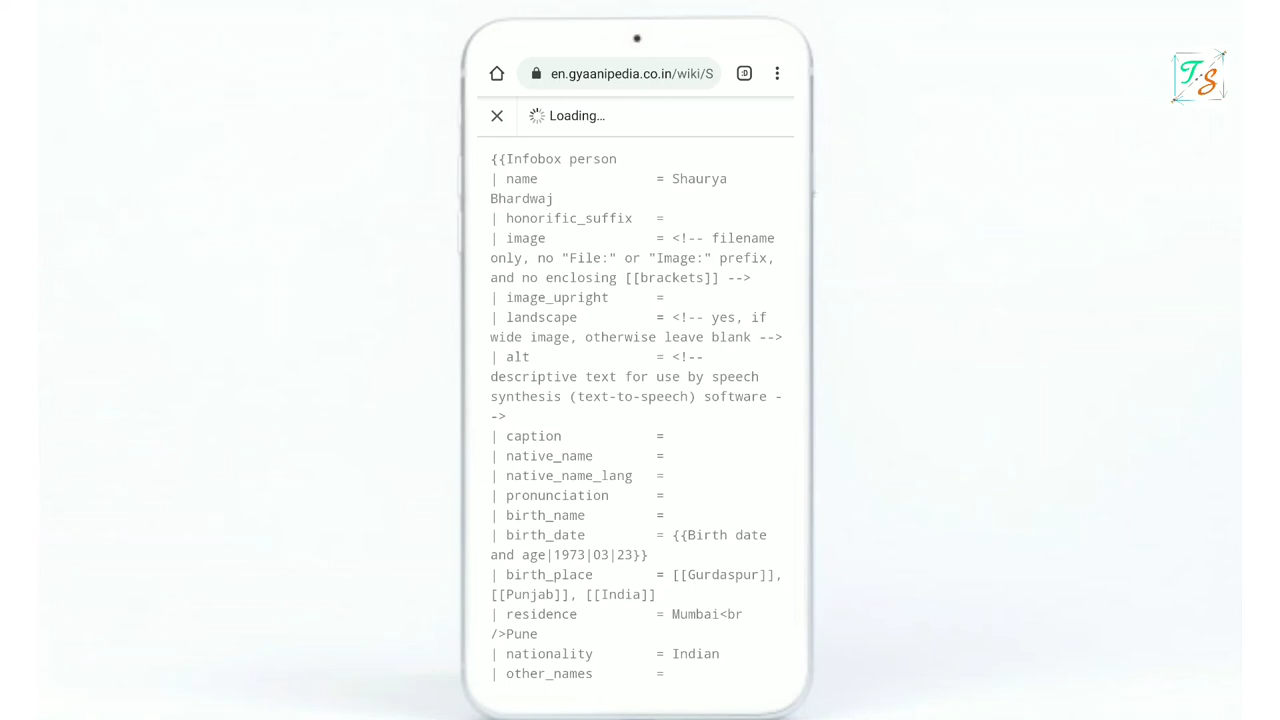 en.gyaanipedia.co.in/wiki/S
:D
Loading...
{{Infobox person
| name = Shaurya
Bhardwaj
| honorific_suffix =
| image = <!-- filename
only, no "File:" or "Image:" prefix,
and no enclosing [[brackets]] -->
| image_upright =
| landscape = <!-- yes, if
wide image, otherwise leave blank -->
| alt = <!--
descriptive text for use by speech
synthesis (text-to-speech) software -
->
| caption =
| native_name =
| native_name_lang =
| pronunciation =
| birth_name =
| birth_date = {{Birth date
and age|1973|03|23}}
| birth_place = [[Gurdaspur]],
[[Punjab]], [[India]]
| residence = Mumbai<br
/>Pune
| nationality = Indian
| other_names =
T.S